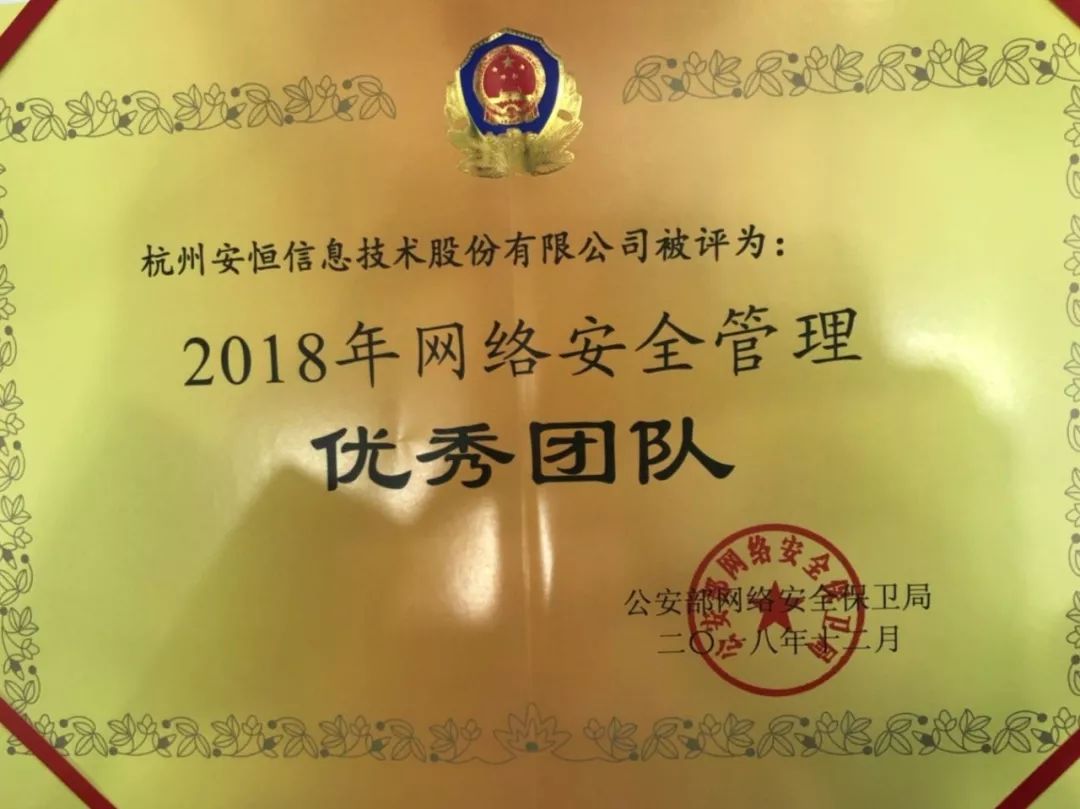 杭州安恒信息技术股份有限公司被评为：
2018年网络安全管理
优秀团队
公安部网络安全保卫局
公安部网络安全保卫局
二〇一八年十二月